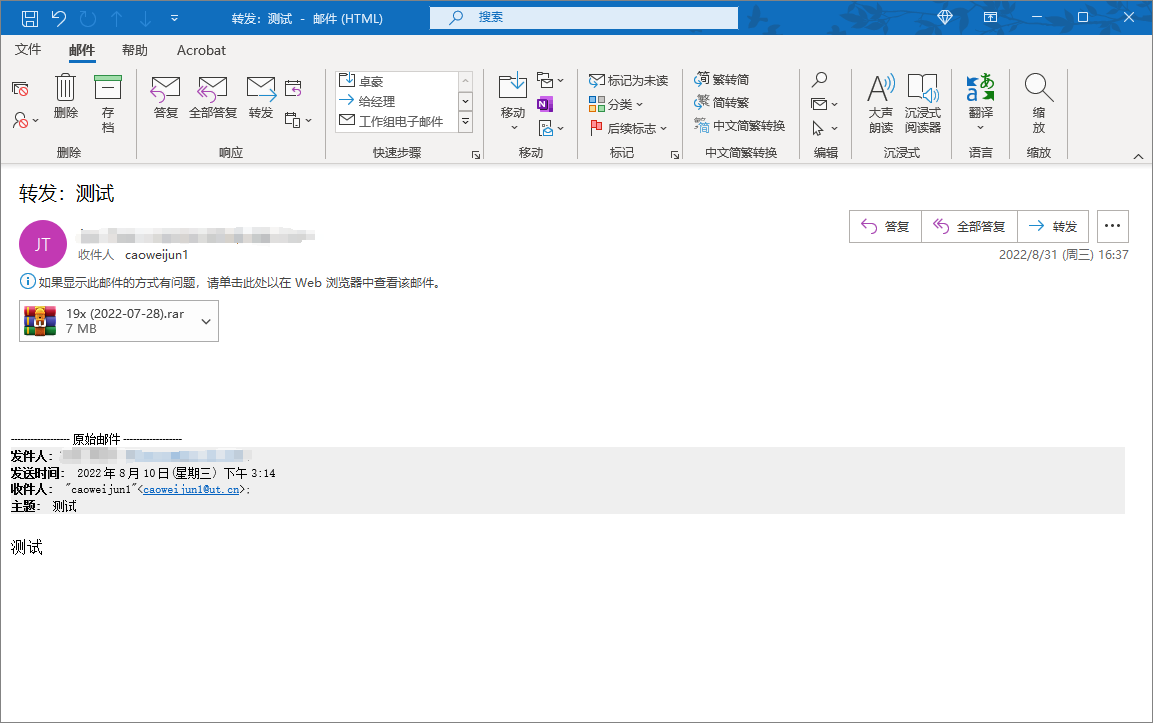 转发：测试 - 邮件 (HTML)
搜索
文件 邮件 帮助 Acrobat
删除
存档
答复
全部答复
转发
卓豪
给经理
工作组电子邮件
移动
标记为未读
分类
后续标志
繁转简
简转繁
中文简繁转换
大声朗读
沉浸式阅读器
翻译
缩放
删除 响应 快速步骤 移动 标记 中文简繁转换 编辑 沉浸式 语言 缩放
转发：测试
JT
收件人 caoweijun1
答复 全部答复 转发
2022/8/31 (周三) 16:37
如果显示此邮件的方式有问题，请单击此处以在 Web 浏览器中查看该邮件。
19x (2022-07-28).rar
7 MB
------------------ 原始邮件 ------------------
发件人：
发送时间： 2022年8月10日(星期三) 下午3:14
收件人： "caoweijun1"<caoweijun1@ut.cn>;
主题： 测试
测试